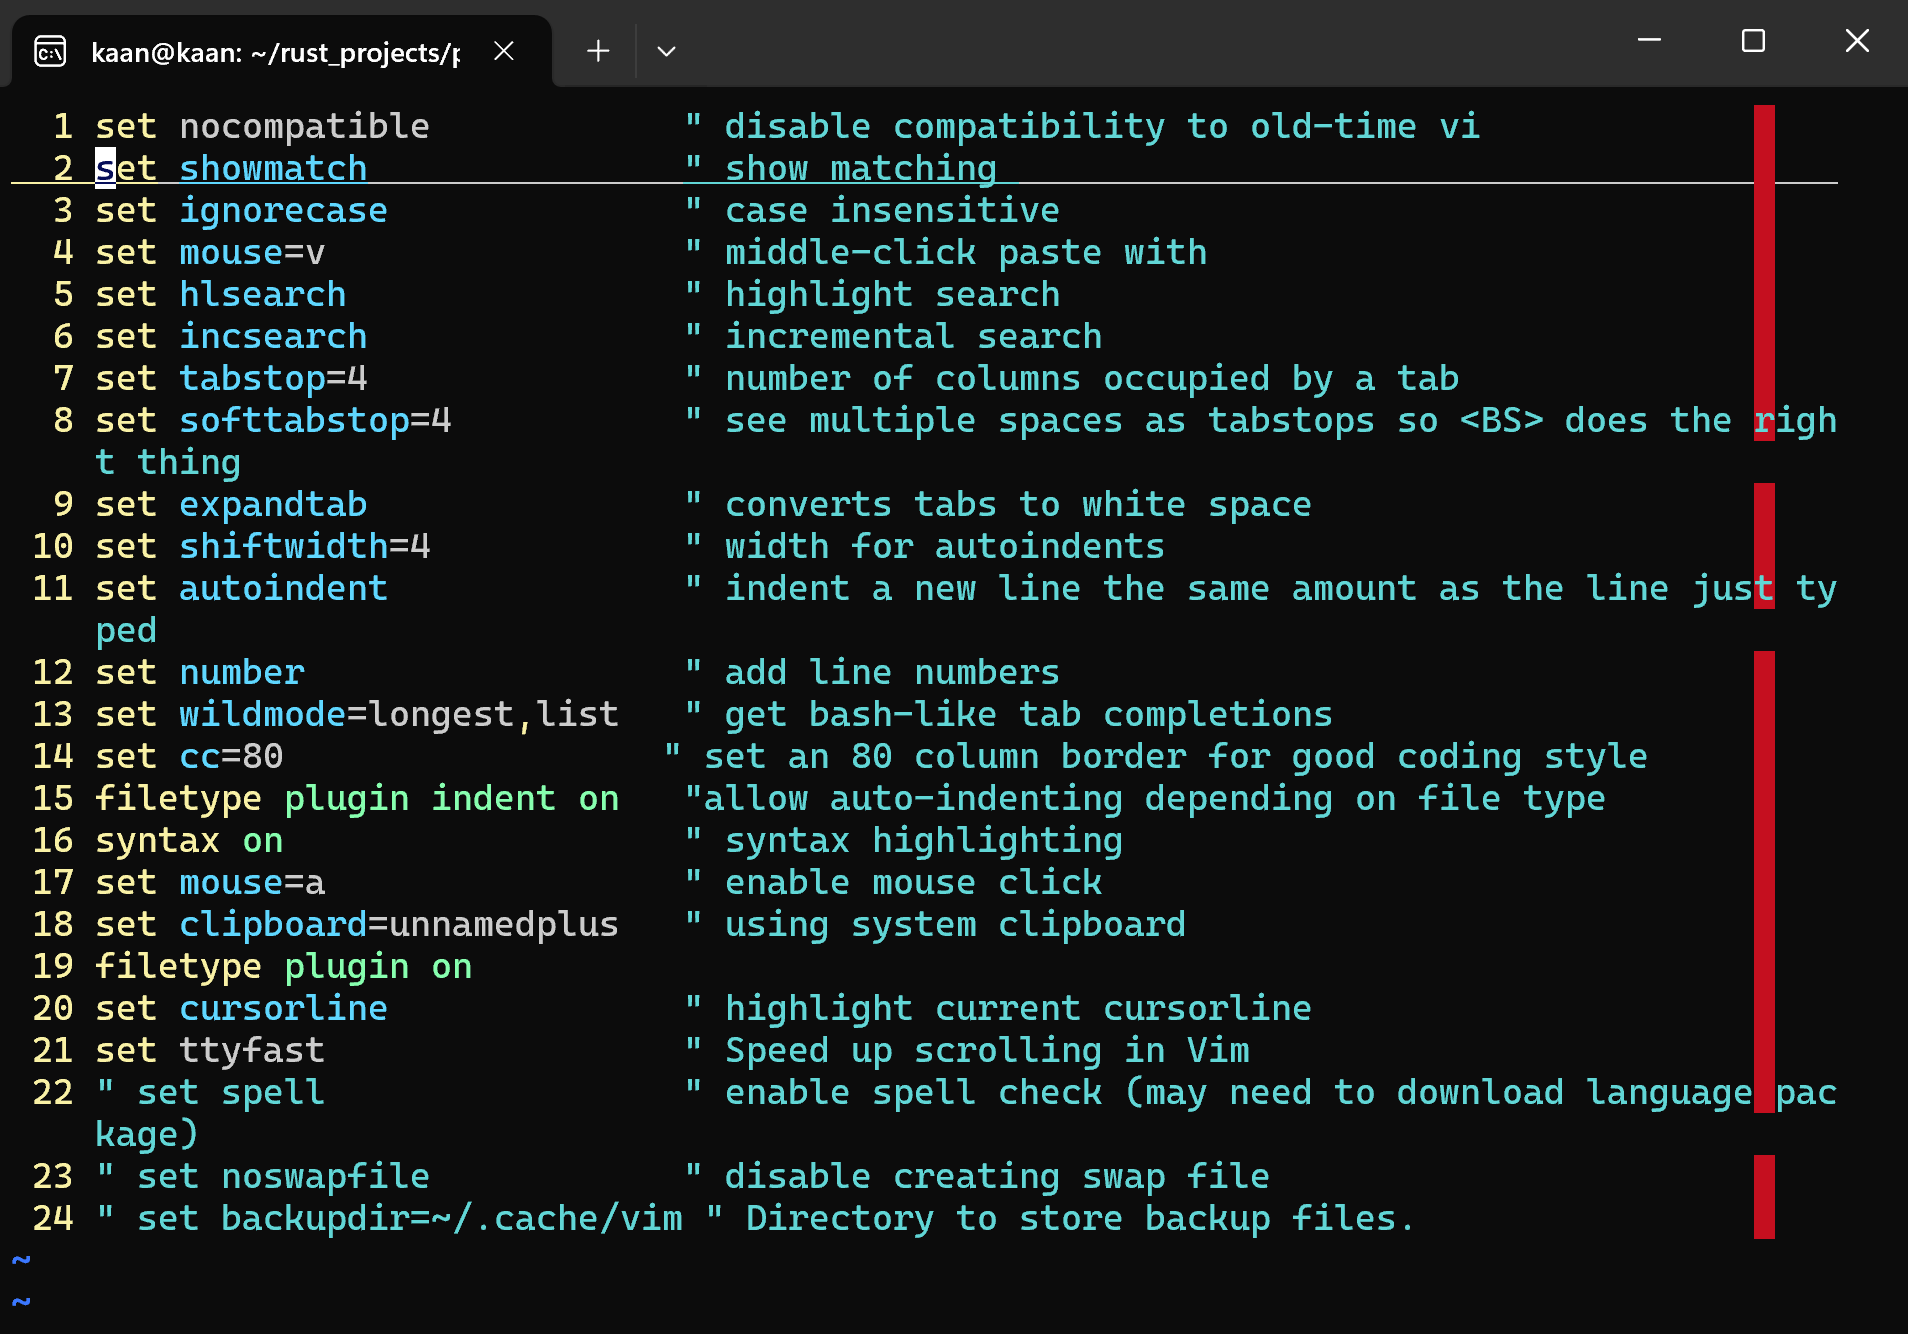 kaan@kaan: ~/rust_projects/p
1 set nocompatible            " disable compatibility to old-time vi
2 set showmatch               " show matching
3 set ignorecase              " case insensitive
4 set mouse=v                 " middle-click paste with
5 set hlsearch                " highlight search
6 set incsearch               " incremental search
7 set tabstop=4               " number of columns occupied by a tab
8 set softtabstop=4           " see multiple spaces as tabstops so <BS> does the righ
t thing
9 set expandtab               " converts tabs to white space
10 set shiftwidth=4            " width for autoindents
11 set autoindent              " indent a new line the same amount as the line just ty
ped
12 set number                  " add line numbers
13 set wildmode=longest,list   " get bash-like tab completions
14 set cc=80                  " set an 80 column border for good coding style
15 filetype plugin indent on   "allow auto-indenting depending on file type
16 syntax on                   " syntax highlighting
17 set mouse=a                 " enable mouse click
18 set clipboard=unnamedplus   " using system clipboard
19 filetype plugin on
20 set cursorline              " highlight current cursorline
21 set ttyfast                 " Speed up scrolling in Vim
22 " set spell                 " enable spell check (may need to download language pac
kage)
23 " set noswapfile            " disable creating swap file
24 " set backupdir=~/.cache/vim " Directory to store backup files.
~
~